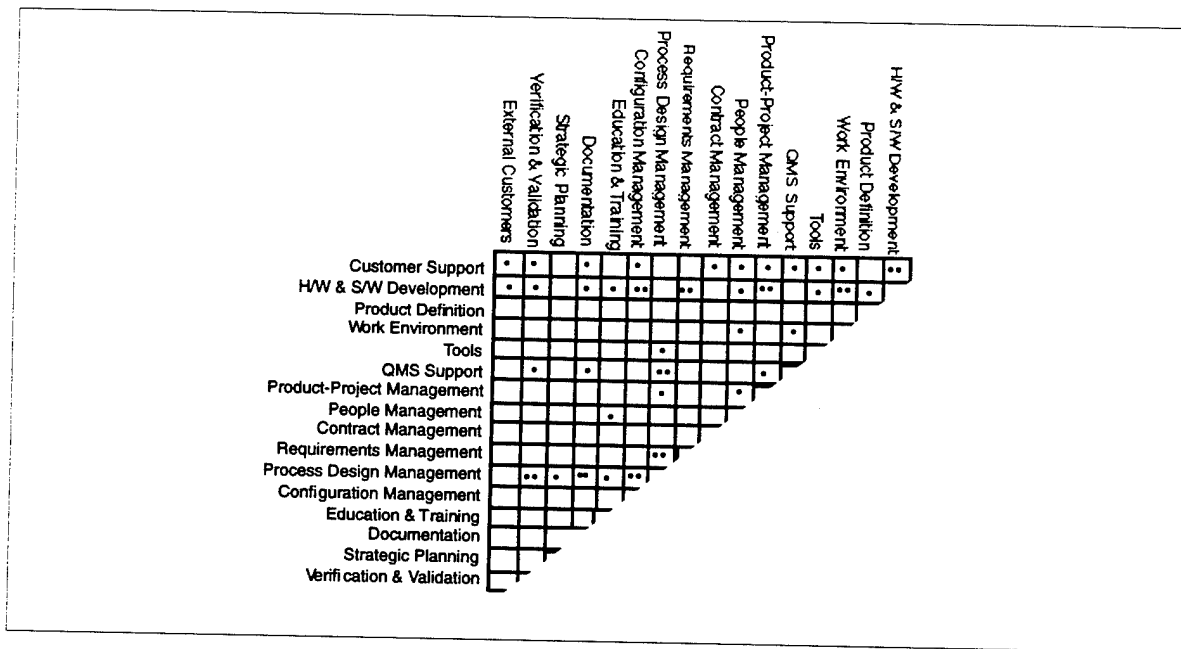 External Customers
Verification & Validation
Strategic Planning
Documentation
Education & Training
Configuration Management
Process Design Management
Requirements Management
Contract Management
People Management
Product-Project Management
QMS Support
Tools
Work Environment
Product Definition
H/W & S/W Development
Customer Support
H/W & S/W Development
Product Definition
Work Environment
Tools
QMS Support
Product-Project Management
People Management
Contract Management
Requirements Management
Process Design Management
Configuration Management
Education & Training
Documentation
Strategic Planning
Verification & Validation